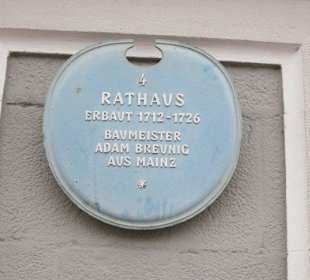 4
RATHAUS
ERBAUT 1712-1726
BAUMEISTER
ADAM BREUNIG
AUS MAINZ